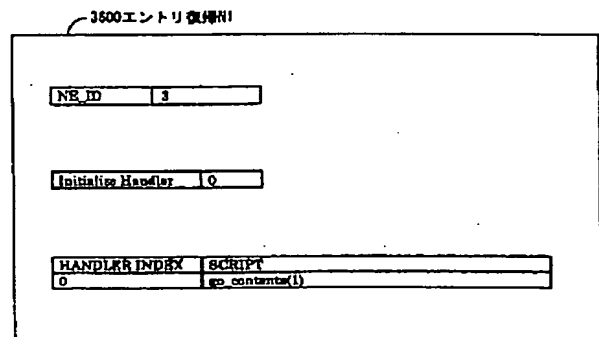 3600エントリ復帰NI
NE_ID 3
Initialise Handler 0
HANDLER INDEX SCRIPT
0 go_contents(1)